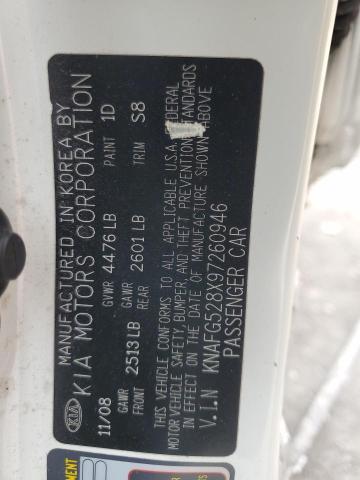 MANUFACTURED IN KOREA BY
KIA MOTORS CORPORATION
KIA
11/08 GVWR 4476 LB PAINT 1D
GAWR FRONT 2513 LB GAWR REAR 2601 LB TRIM S8
THIS VEHICLE CONFORMS TO ALL APPLICABLE U.S.A. FEDERAL
MOTOR VEHICLE SAFETY, BUMPER, AND THEFT PREVENTION STANDARDS
IN EFFECT ON THE DATE OF MANUFACTURE SHOWN ABOVE
V.I.N KNAFG528X97260946
PASSENGER CAR